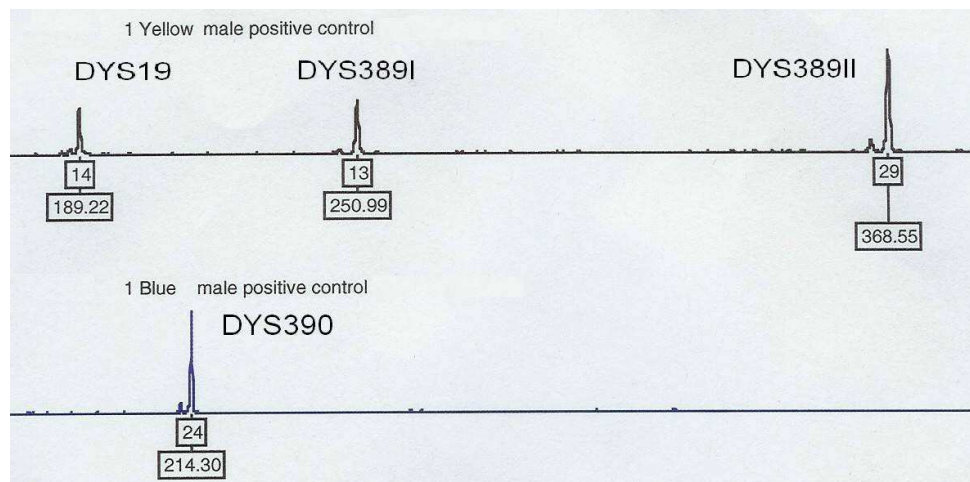 1 Yellow male positive control
DYS19 DYS389I DYS389II
14 13 29
189.22 250.99 368.55
1 Blue male positive control
DYS390
24
214.30